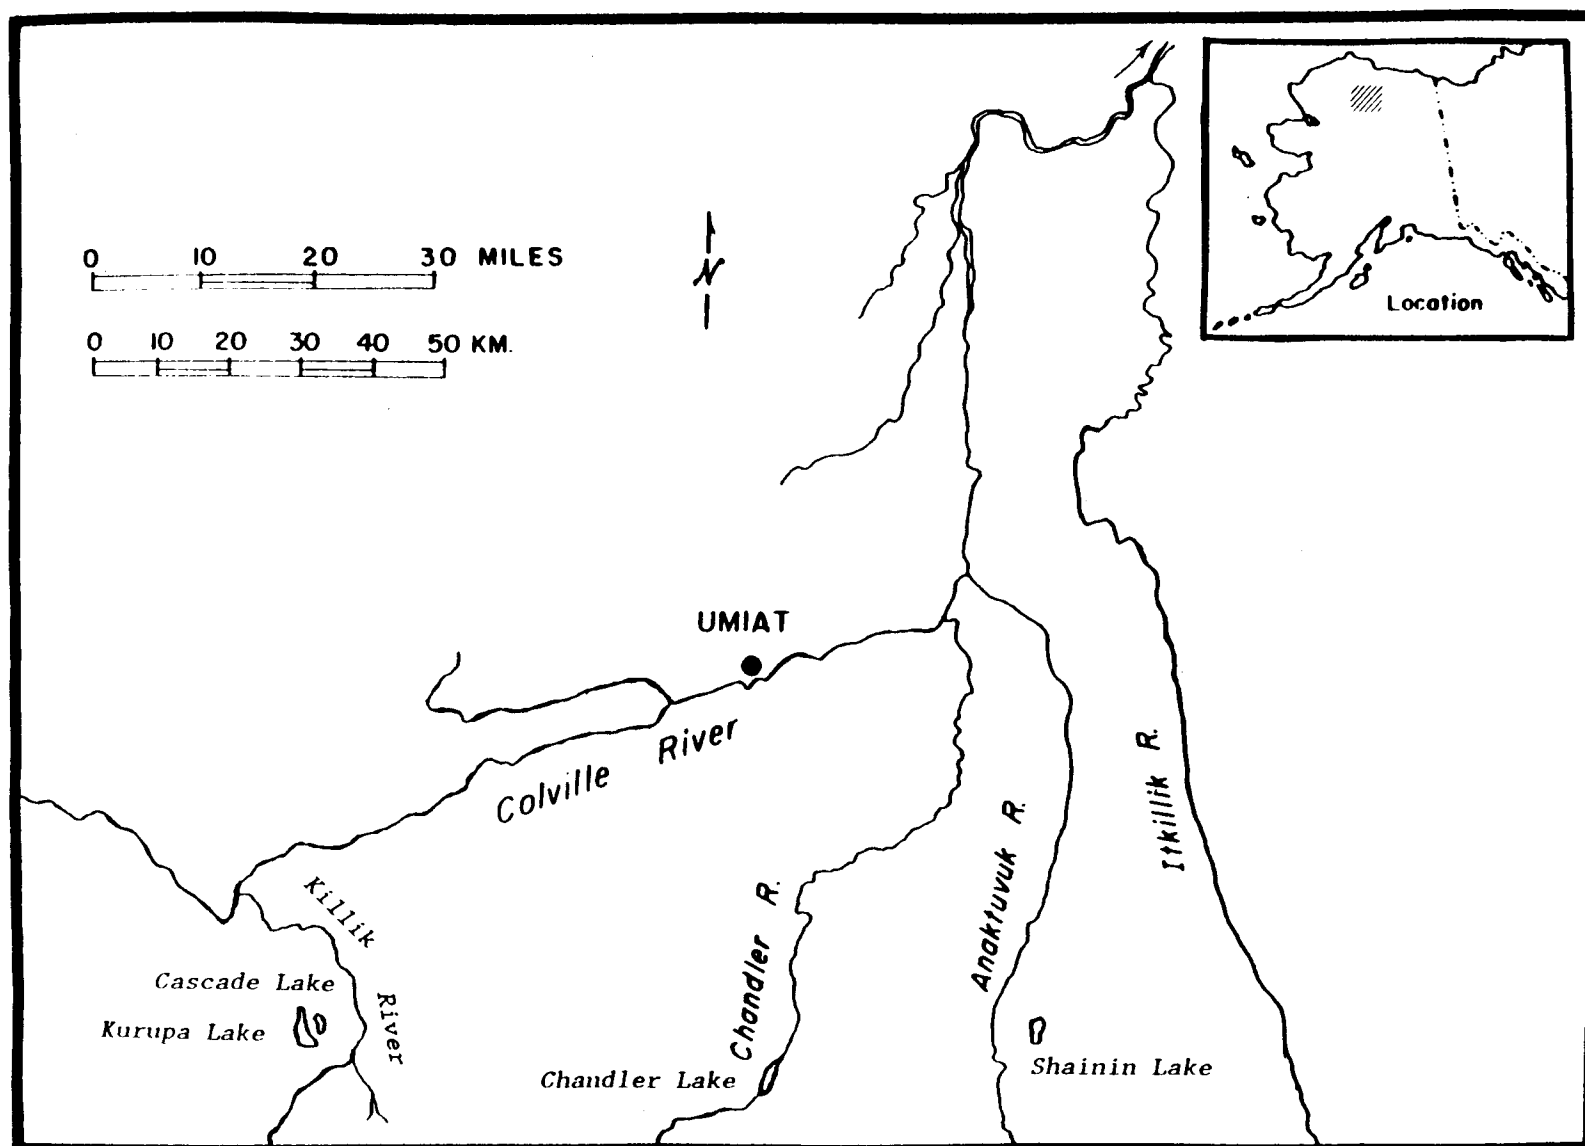 0 10 20 30 MILES
0 10 20 30 40 50 KM.
N
Location
UMIAT
Colville River
Killik River
Cascade Lake
Kurupa Lake
Chandler R.
Chandler Lake
Anaktuvuk R.
Shainin Lake
Itkillik R.